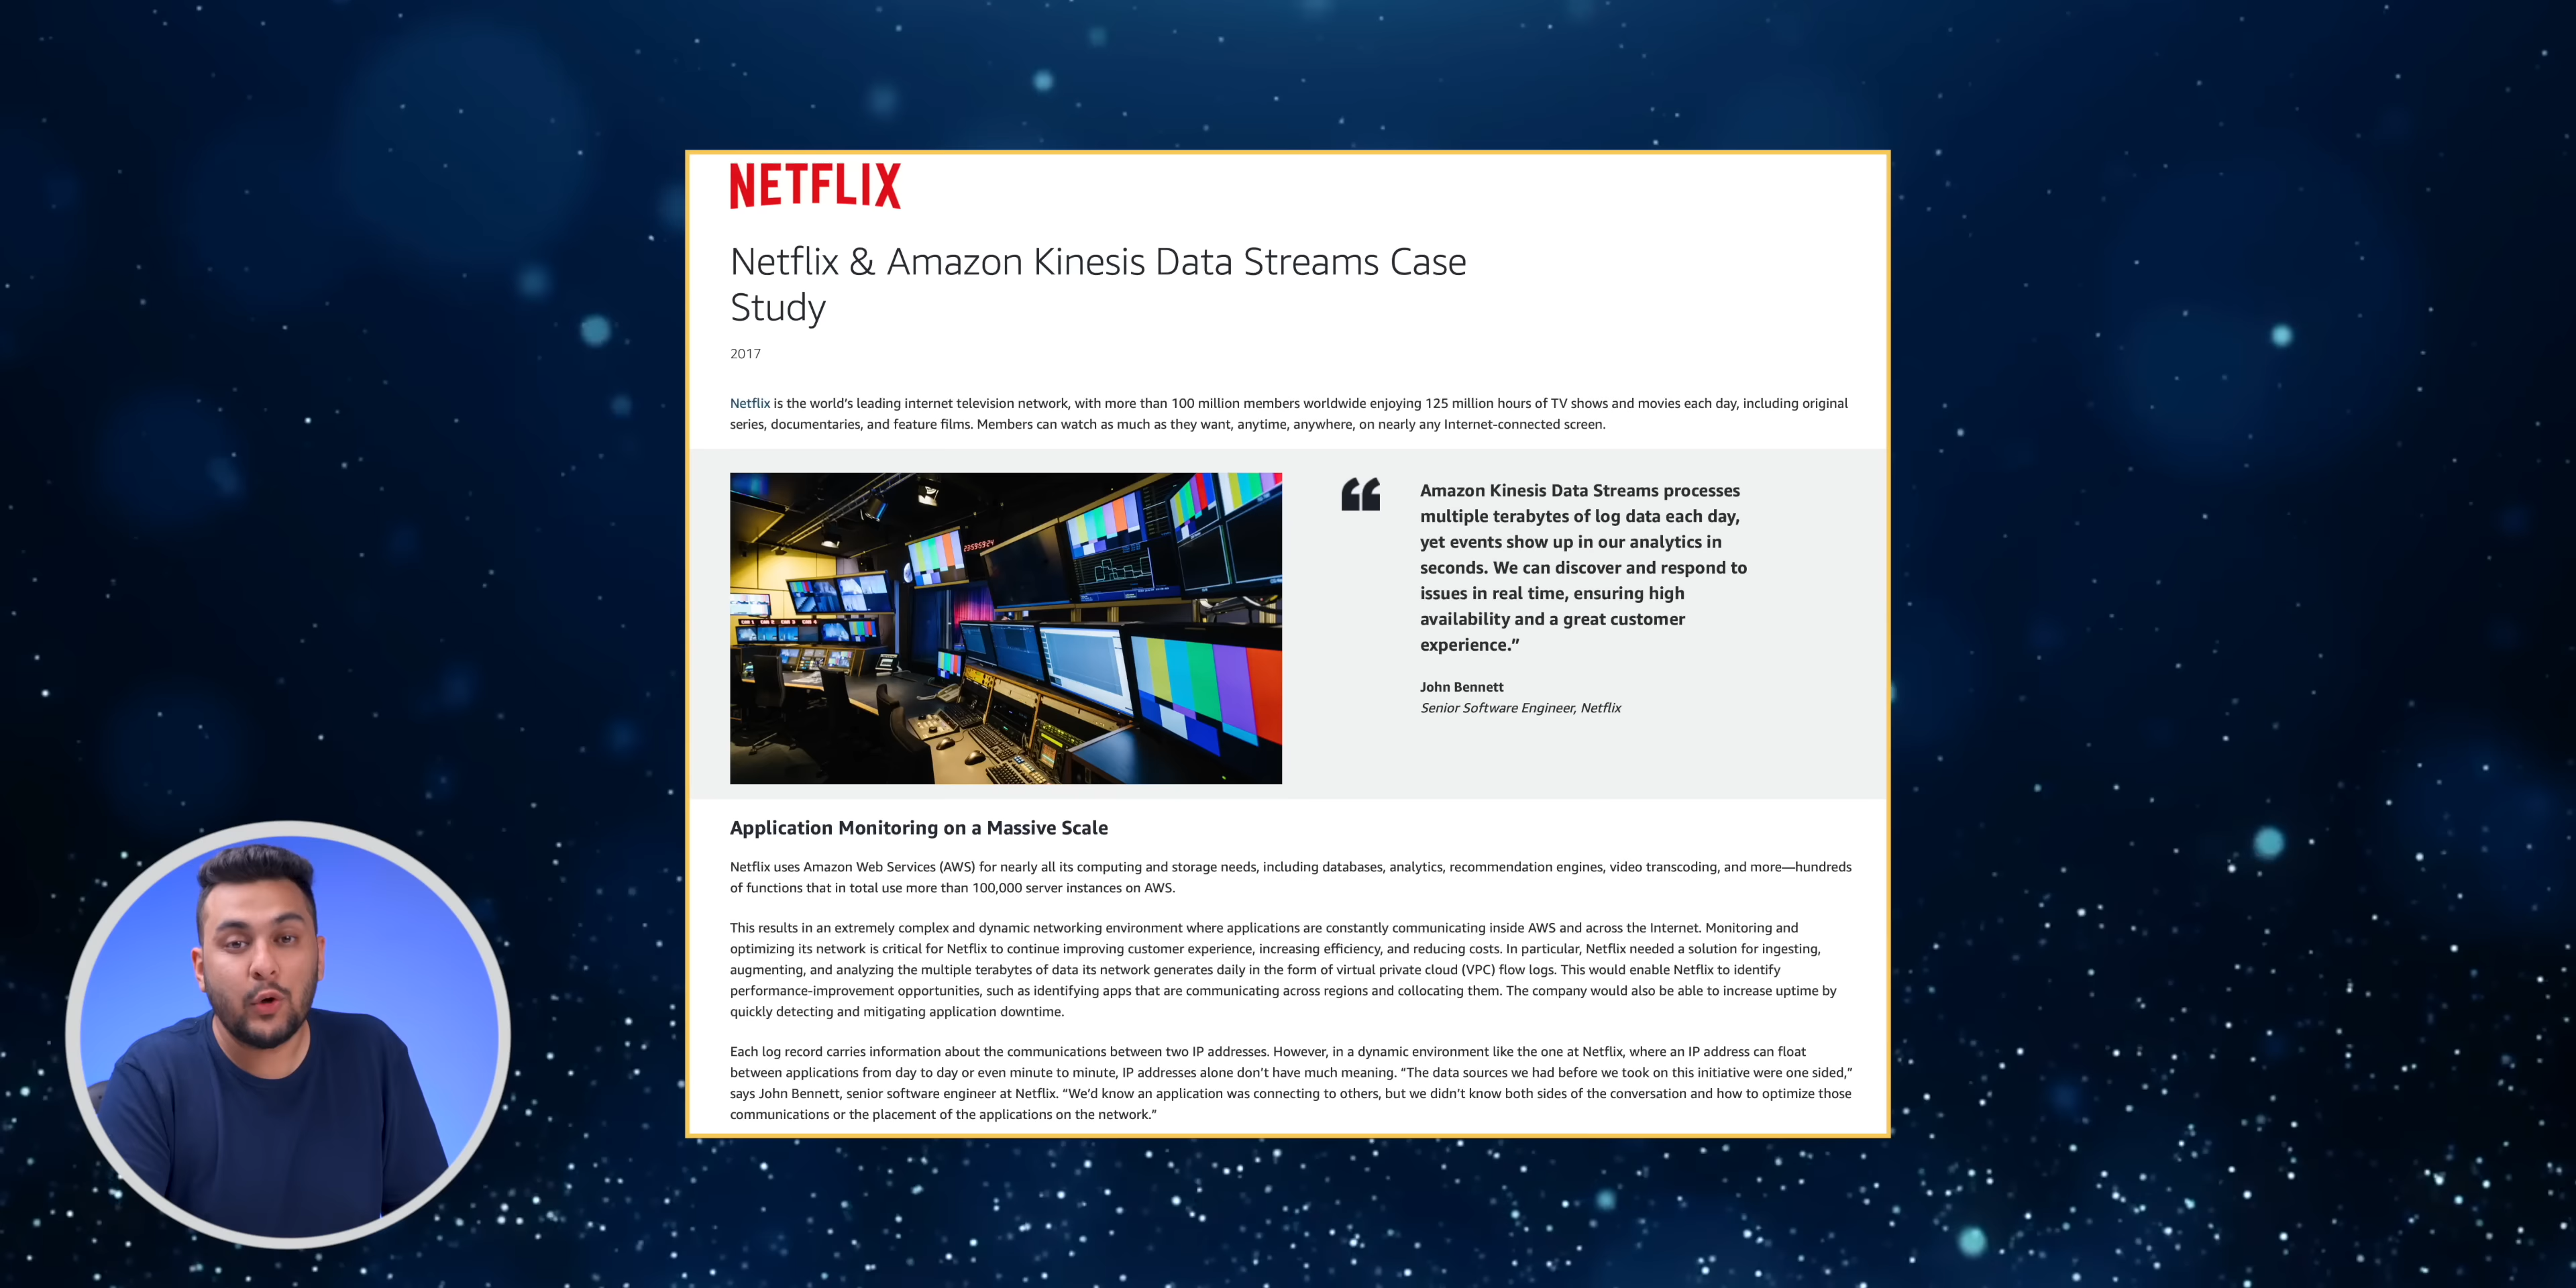 NETFLIX
Netflix & Amazon Kinesis Data Streams Case
Study
2017
Netflix is the world’s leading internet television network, with more than 100 million members worldwide enjoying 125 million hours of TV shows and movies each day, including original
series, documentaries, and feature films. Members can watch as much as they want, anytime, anywhere, on nearly any Internet-connected screen.
“
Amazon Kinesis Data Streams processes
multiple terabytes of log data each day,
yet events show up in our analytics in
seconds. We can discover and respond to
issues in real time, ensuring high
availability and a great customer
experience.”
John Bennett
Senior Software Engineer, Netflix
Application Monitoring on a Massive Scale
Netflix uses Amazon Web Services (AWS) for nearly all its computing and storage needs, including databases, analytics, recommendation engines, video transcoding, and more—hundreds
of functions that in total use more than 100,000 server instances on AWS.
This results in an extremely complex and dynamic networking environment where applications are constantly communicating inside AWS and across the Internet. Monitoring and
optimizing its network is critical for Netflix to continue improving customer experience, increasing efficiency, and reducing costs. In particular, Netflix needed a solution for ingesting,
augmenting, and analyzing the multiple terabytes of data its network generates daily in the form of virtual private cloud (VPC) flow logs. This would enable Netflix to identify
performance-improvement opportunities, such as identifying apps that are communicating across regions and collocating them. The company would also be able to increase uptime by
quickly detecting and mitigating application downtime.
Each log record carries information about the communications between two IP addresses. However, in a dynamic environment like the one at Netflix, where an IP address can float
between applications from day to day or even minute to minute, IP addresses alone don’t have much meaning. “The data sources we had before we took on this initiative were one sided,”
says John Bennett, senior software engineer at Netflix. “We’d know an application was connecting to others, but we didn’t know both sides of the conversation and how to optimize those
communications or the placement of the applications on the network.”